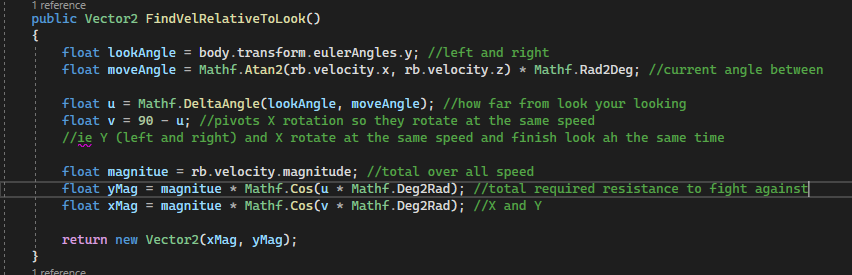 1 reference
public Vector2 FindVelRelativeToLook()
{
float lookAngle = body.transform.eulerAngles.y; //left and right
float moveAngle = Mathf.Atan2(rb.velocity.x, rb.velocity.z) * Mathf.Rad2Deg; //current angle between
float u = Mathf.DeltaAngle(lookAngle, moveAngle); //how far from look your looking
float v = 90 - u; //pivots X rotation so they rotate at the same speed
//ie Y (left and right) and X rotate at the same speed and finish look ah the same time
float magnitue = rb.velocity.magnitude; //total over all speed
float yMag = magnitue * Mathf.Cos(u * Mathf.Deg2Rad); //total required resistance to fight against
float xMag = magnitue * Mathf.Cos(v * Mathf.Deg2Rad); //X and Y
return new Vector2(xMag, yMag);
}
1 reference